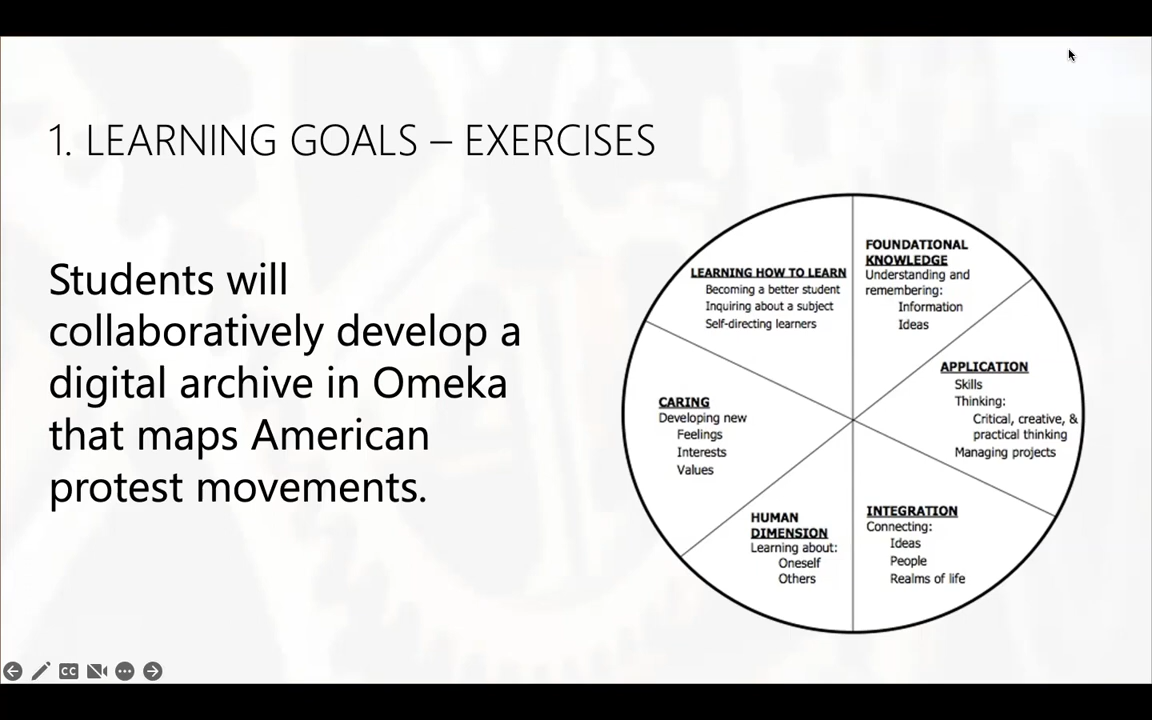 1. LEARNING GOALS – EXERCISES
Students will
collaboratively develop a
digital archive in Omeka
that maps American
protest movements.
LEARNING HOW TO LEARN
Becoming a better student
Inquiring about a subject
Self-directing learners
FOUNDATIONAL
KNOWLEDGE
Understanding and
remembering:
Information
Ideas
APPLICATION
Skills
Thinking:
Critical, creative, &
practical thinking
Managing projects
CARING
Developing new
Feelings
Interests
Values
HUMAN
DIMENSION
Learning about:
Oneself
Others
INTEGRATION
Connecting:
Ideas
People
Realms of life
CC